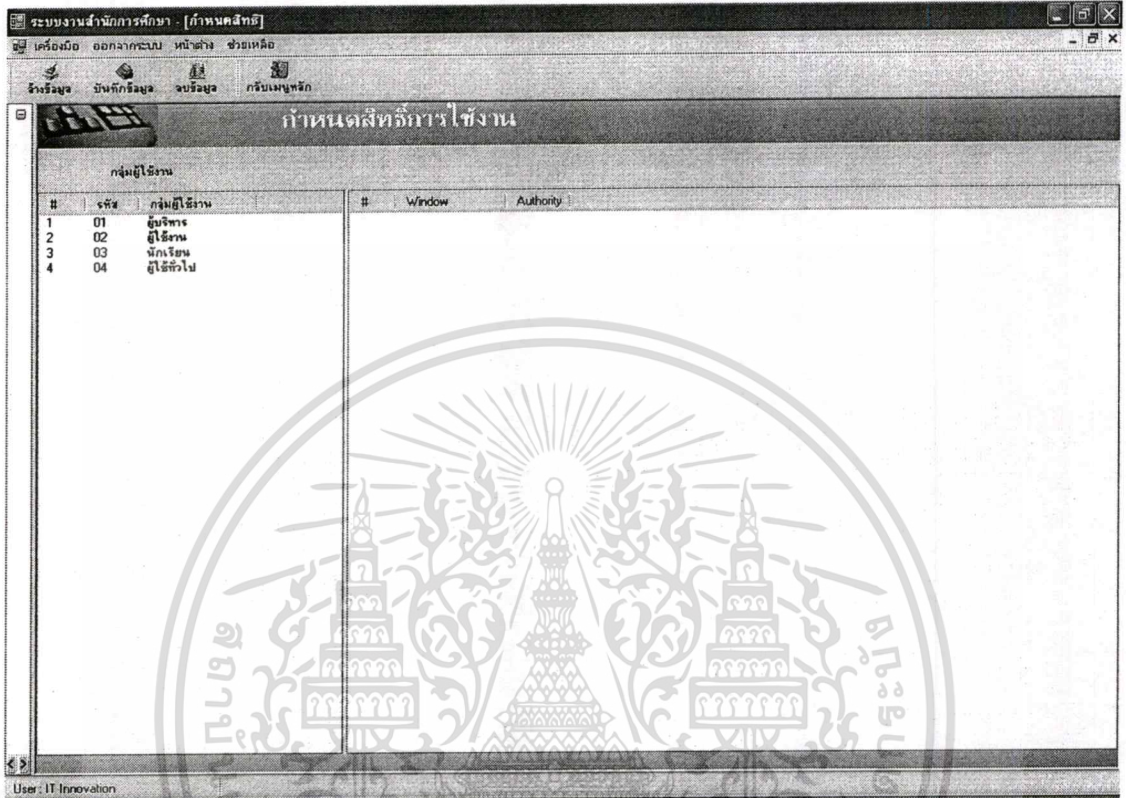 ระบบงานสำนักการศึกษา - [กำหนดสิทธิ]
เครื่องมือ ออกจากระบบ หน้าต่าง ช่วยเหลือ
ล้างข้อมูล บันทึกข้อมูล ลบข้อมูล กลับเมนูหลัก
กำหนดสิทธิ์การใช้งาน
กลุ่มผู้ใช้งาน
# รหัส กลุ่มผู้ใช้งาน # Window Authority
1 01 ผู้บริหาร
2 02 ผู้ใช้งาน
3 03 นักเรียน
4 04 ผู้ใช้ทั่วไป
User : IT Innovation